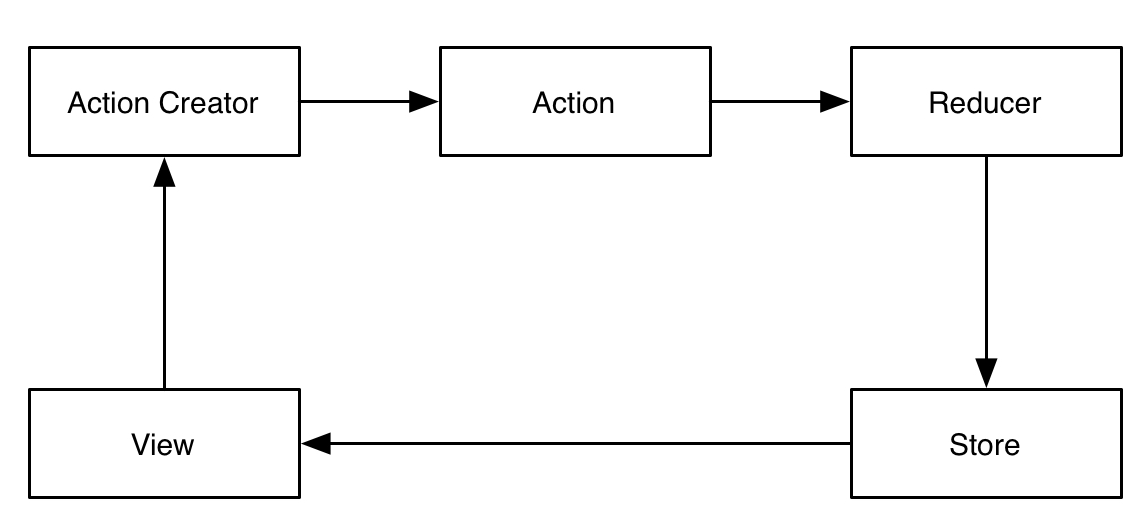 Action Creator
Action
Reducer
View
Store